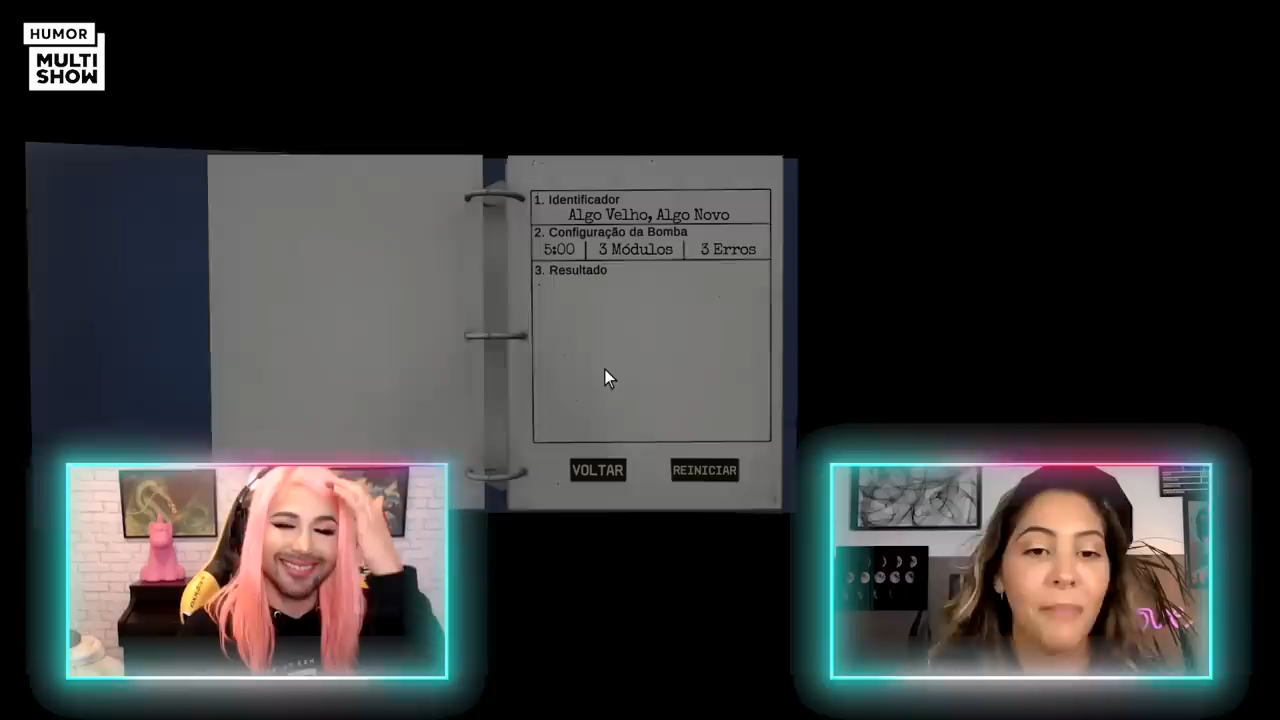 HUMOR
MULTI
SHOW
1. Identificador
Algo Velho, Algo Novo
2. Configuração da Bomba
5:00 | 3 Módulos | 3 Erros
3. Resultado
VOLTAR
REINICIAR